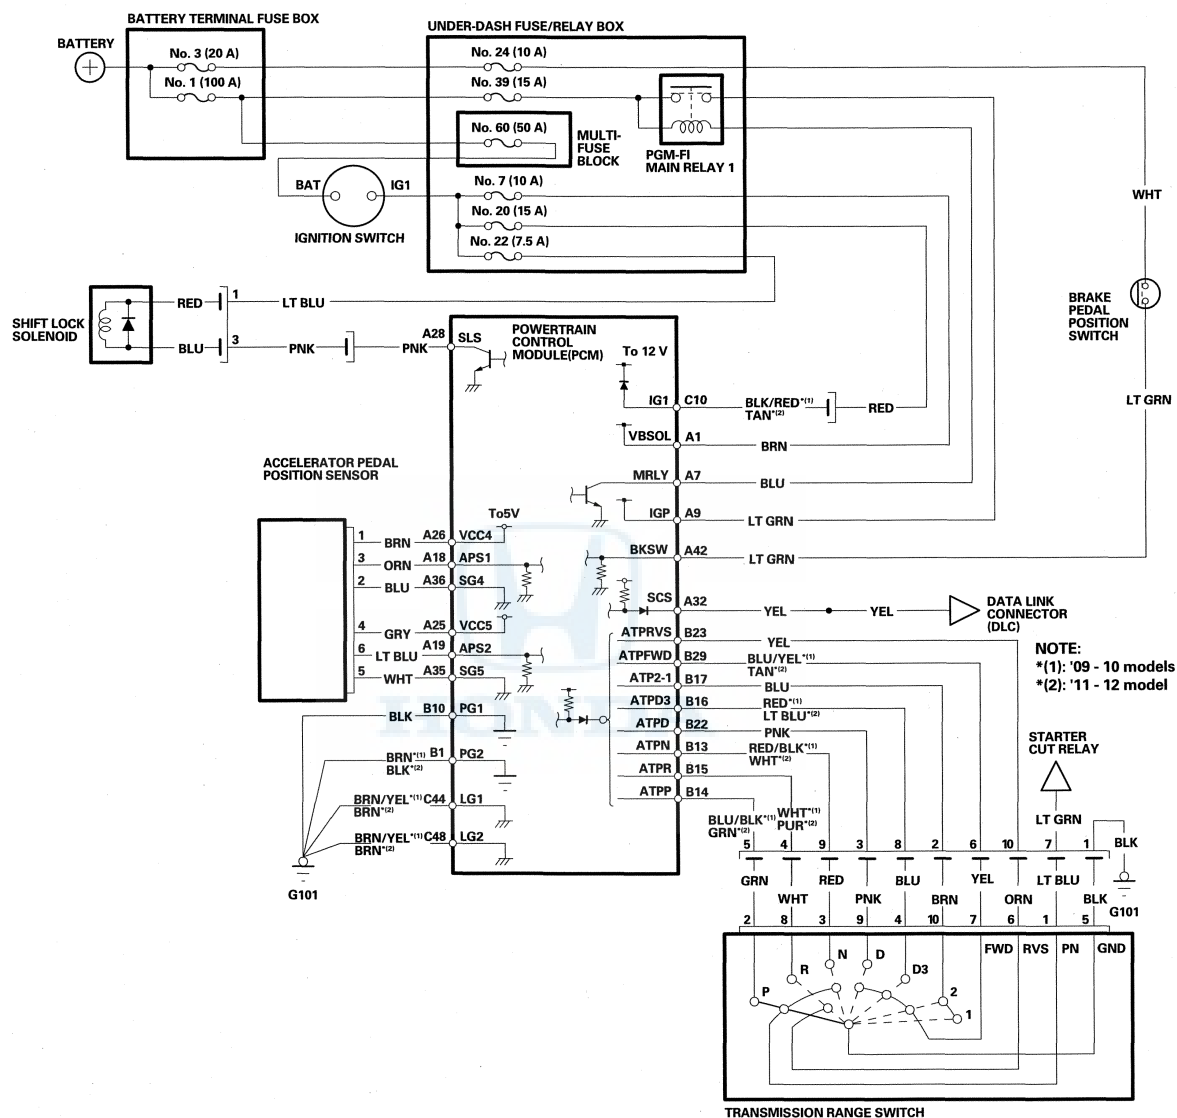 BATTERY TERMINAL FUSE BOX
UNDER-DASH FUSE/RELAY BOX
BATTERY
No. 3 (20 A)
No. 1 (100 A)
No. 24 (10 A)
No. 39 (15 A)
No. 60 (50 A)
MULTI-
FUSE
BLOCK
PGM-FI
MAIN RELAY 1
BAT
IG1
IGNITION SWITCH
No. 7 (10 A)
No. 20 (15 A)
No. 22 (7.5 A)
WHT
BRAKE
PEDAL
POSITION
SWITCH
LT GRN
SHIFT LOCK
SOLENOID
RED
1
LT BLU
BLU
3
PNK
PNK
A28
SLS
POWERTRAIN
CONTROL
MODULE(PCM)
To 12 V
IG1
C10
BLK/RED*(1)
TAN*(2)
RED
VBSOL
A1
BRN
MRLY
A7
BLU
IGP
A9
LT GRN
BKSW
A42
LT GRN
SCS
A32
YEL
YEL
DATA LINK
CONNECTOR
(DLC)
ACCELERATOR PEDAL
POSITION SENSOR
To5V
1 BRN A26 VCC4
3 ORN A18 APS1
2 BLU A36 SG4
4 GRY A25 VCC5
6 LT BLU A19 APS2
5 WHT A35 SG5
BLK B10 PG1
BRN*(1) B1 PG2
BLK*(2)
BRN/YEL*(1) C44 LG1
BRN*(2)
BRN/YEL*(1) C48 LG2
BRN*(2)
G101
HONDA
ATPRVS B23 YEL
ATPFWD B29 BLU/YEL*(1)
TAN*(2)
ATP2-1 B17 BLU
ATPD3 B16 RED*(1)
LT BLU*(2)
ATPD B22 PNK
ATPN B13 RED/BLK*(1)
WHT*(2)
ATPR B15
ATPP B14
BLU/BLK*(1)
GRN*(2)
WHT*(1)
PUR*(2)
NOTE:
*(1): '09 - 10 models
*(2): '11 - 12 model
STARTER
CUT RELAY
LT GRN
BLK
G101
5 4 9 3 8 2 6 10 7 1
GRN WHT RED PNK BLU BRN YEL ORN LT BLU BLK
2 8 3 9 4 10 7 6 1 5
FWD RVS PN GND
P
R
N
D
D3
2
1
TRANSMISSION RANGE SWITCH